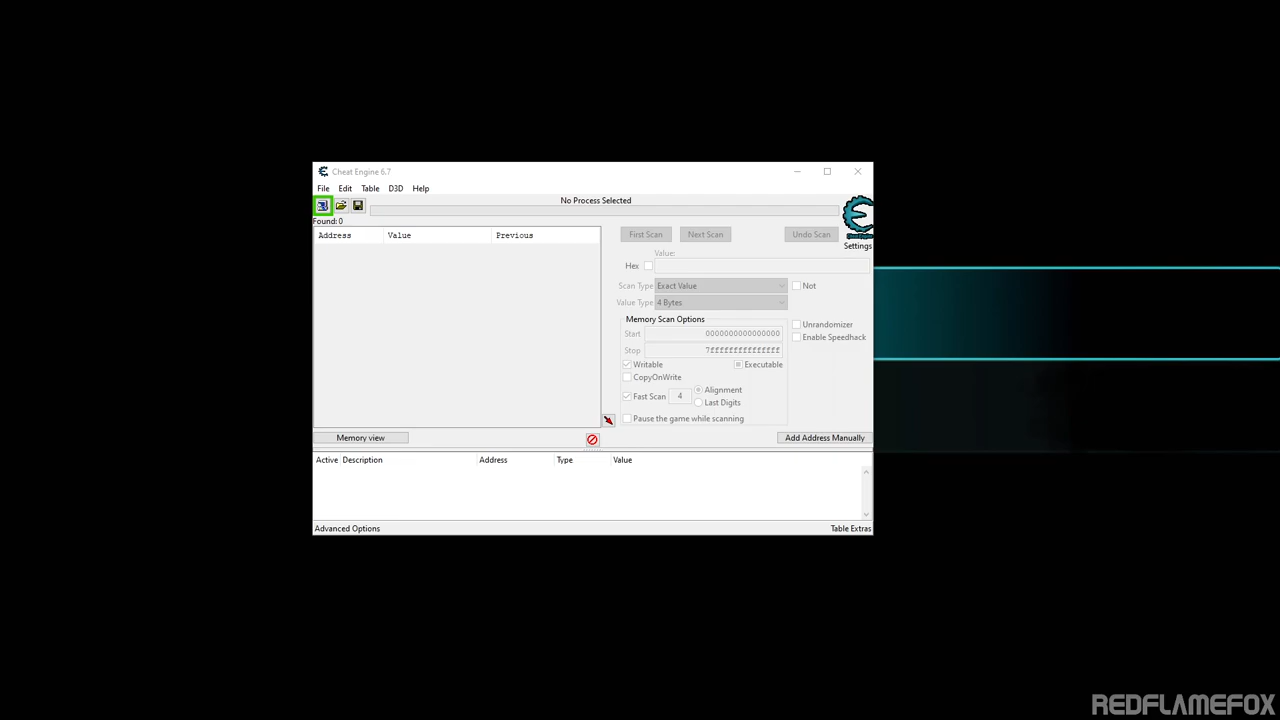 Cheat Engine 6.7
File Edit Table D3D Help
No Process Selected
Found: 0
Address Value Previous
First Scan Next Scan Undo Scan
Settings
Value:
Hex
Scan Type Exact Value Not
Value Type 4 Bytes
Memory Scan Options
Unrandomizer
Start 0000000000000000
Enable Speedhack
Stop 7fffffffffffffff
Writable Executable
CopyOnWrite
Fast Scan 4 Alignment
Last Digits
Pause the game while scanning
Memory view Add Address Manually
Active Description Address Type Value
Advanced Options Table Extras
REDFLAMEFOX